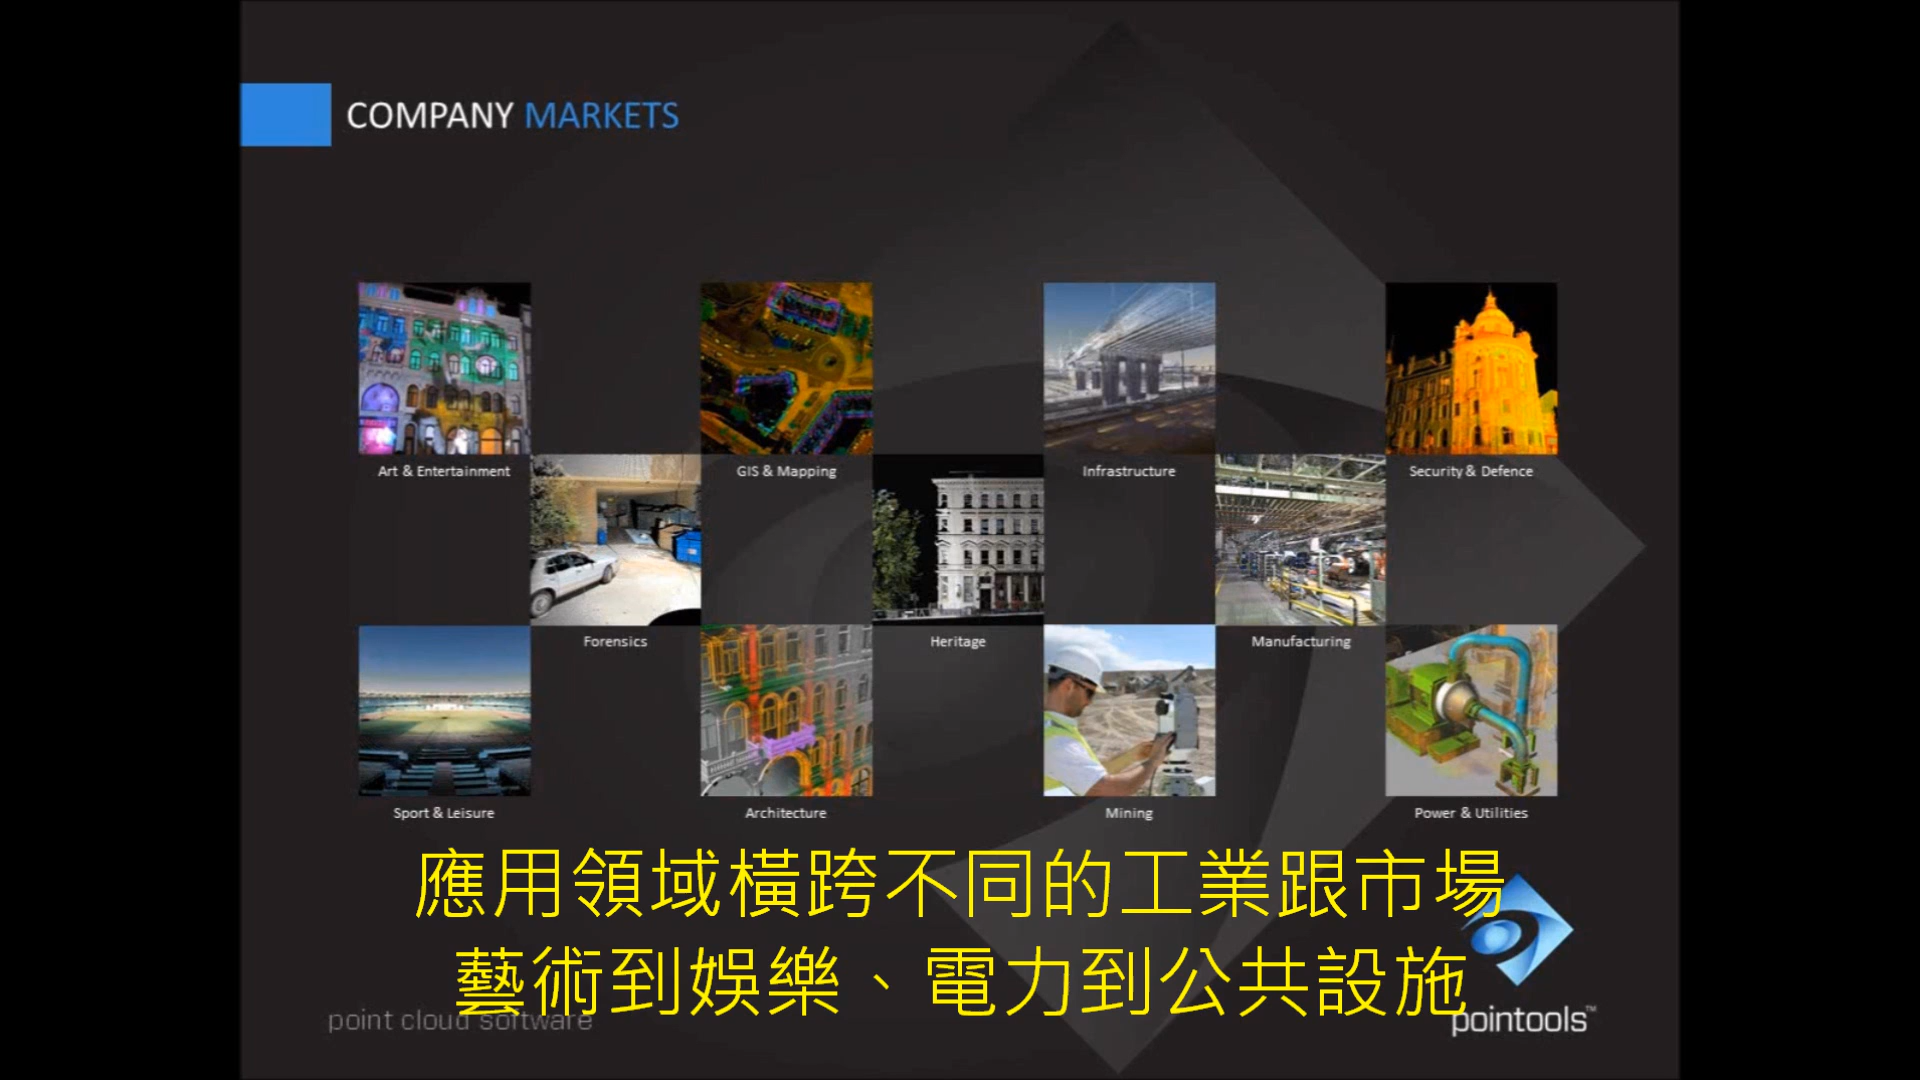 COMPANY MARKETS
Art & Entertainment
GIS & Mapping
Infrastructure
Security & Defence
Forensics
Heritage
Manufacturing
Sport & Leisure
Architecture
Mining
Power & Utilities
應用領域橫跨不同的工業跟市場
藝術到娛樂、電力到公共設施
point cloud software
pointools™